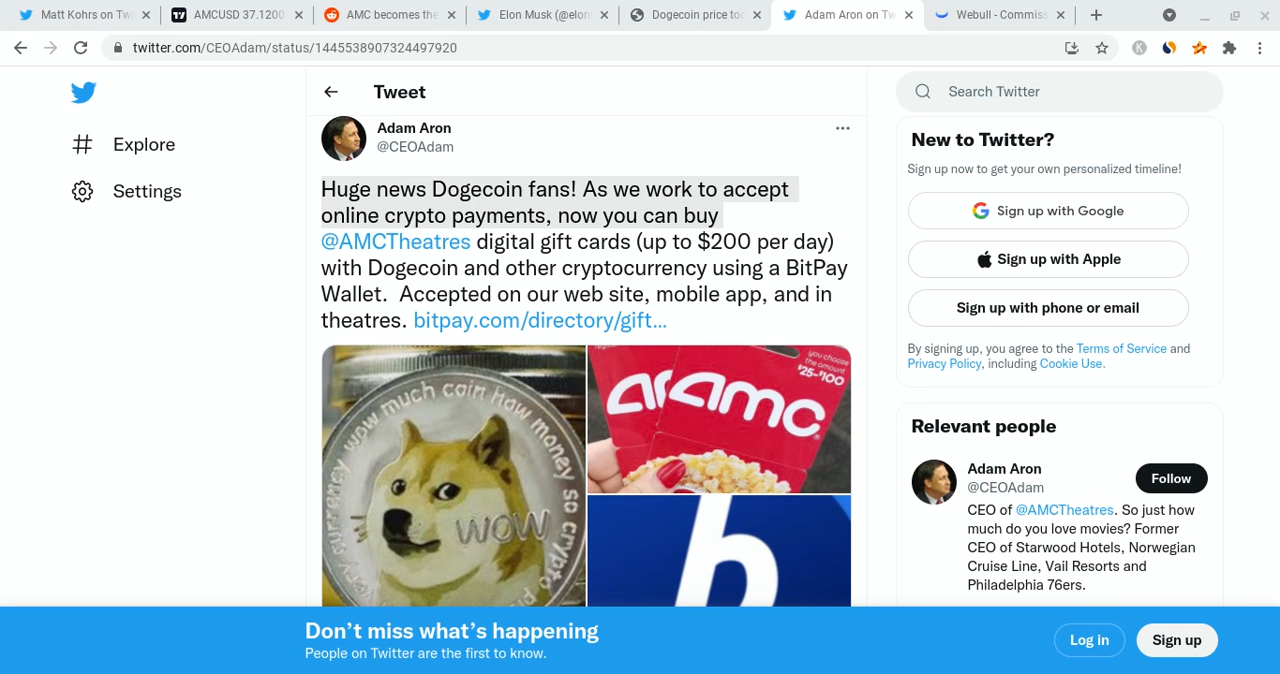 Matt Kohrs on Tw
AMCUSD 37.1200
AMC becomes the
Elon Musk (@elon
Dogecoin price too
Adam Aron on Tw
Webull - Commiss
twitter.com/CEOAdam/status/1445538907324497920
Explore
Settings
Tweet
Adam Aron
@CEOAdam
Huge news Dogecoin fans! As we work to accept
online crypto payments, now you can buy
@AMCTheatres digital gift cards (up to $200 per day)
with Dogecoin and other cryptocurrency using a BitPay
Wallet. Accepted on our web site, mobile app, and in
theatres. bitpay.com/directory/gift...
very currency wow much coin how money so crypto
WOW
amc
you choose
the amount
$25-$100
b
Search Twitter
New to Twitter?
Sign up now to get your own personalized timeline!
Sign up with Google
Sign up with Apple
Sign up with phone or email
By signing up, you agree to the Terms of Service and
Privacy Policy, including Cookie Use.
Relevant people
Adam Aron
@CEOAdam
Follow
CEO of @AMCTheatres. So just how
much do you love movies? Former
CEO of Starwood Hotels, Norwegian
Cruise Line, Vail Resorts and
Philadelphia 76ers.
Don't miss what's happening
People on Twitter are the first to know.
Log in
Sign up